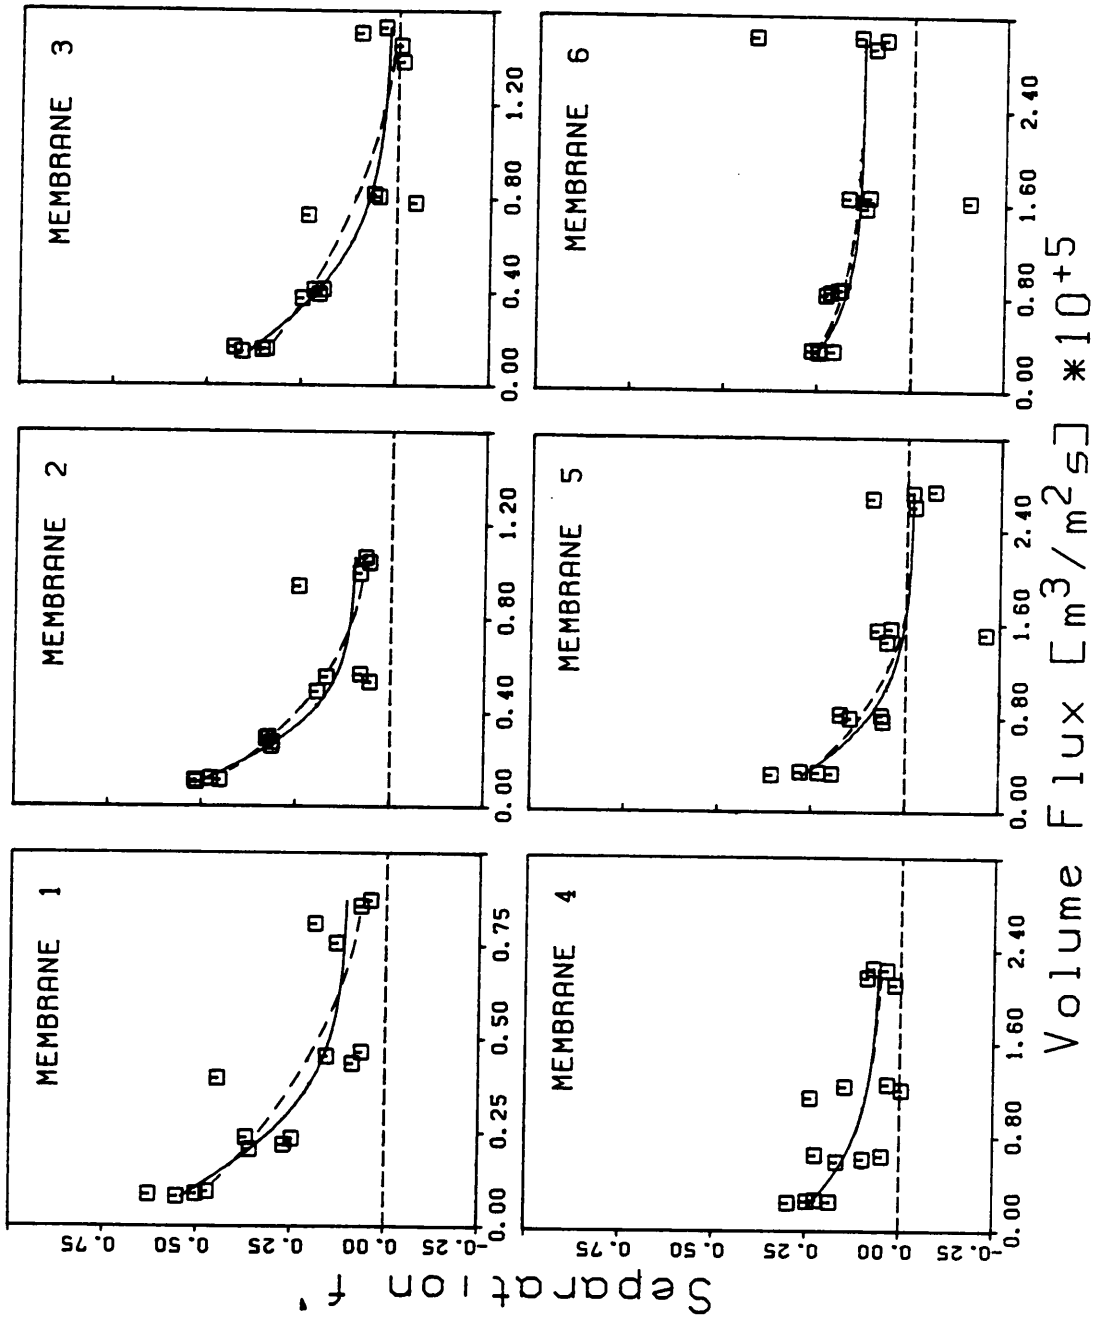 MEMBRANE 1
MEMBRANE 2
MEMBRANE 3
0.75
0.50
0.25
0.00
-0.25
0.00 0.25 0.50 0.75
0.00 0.40 0.80 1.20
0.00 0.40 0.80 1.20
MEMBRANE 4
MEMBRANE 5
MEMBRANE 6
0.75
0.50
0.25
0.00
-0.25
0.00 0.80 1.60 2.40
0.00 0.80 1.60 2.40
0.00 0.80 1.60 2.40
Separation f'
Volume Flux [m3/m2s] *10+5